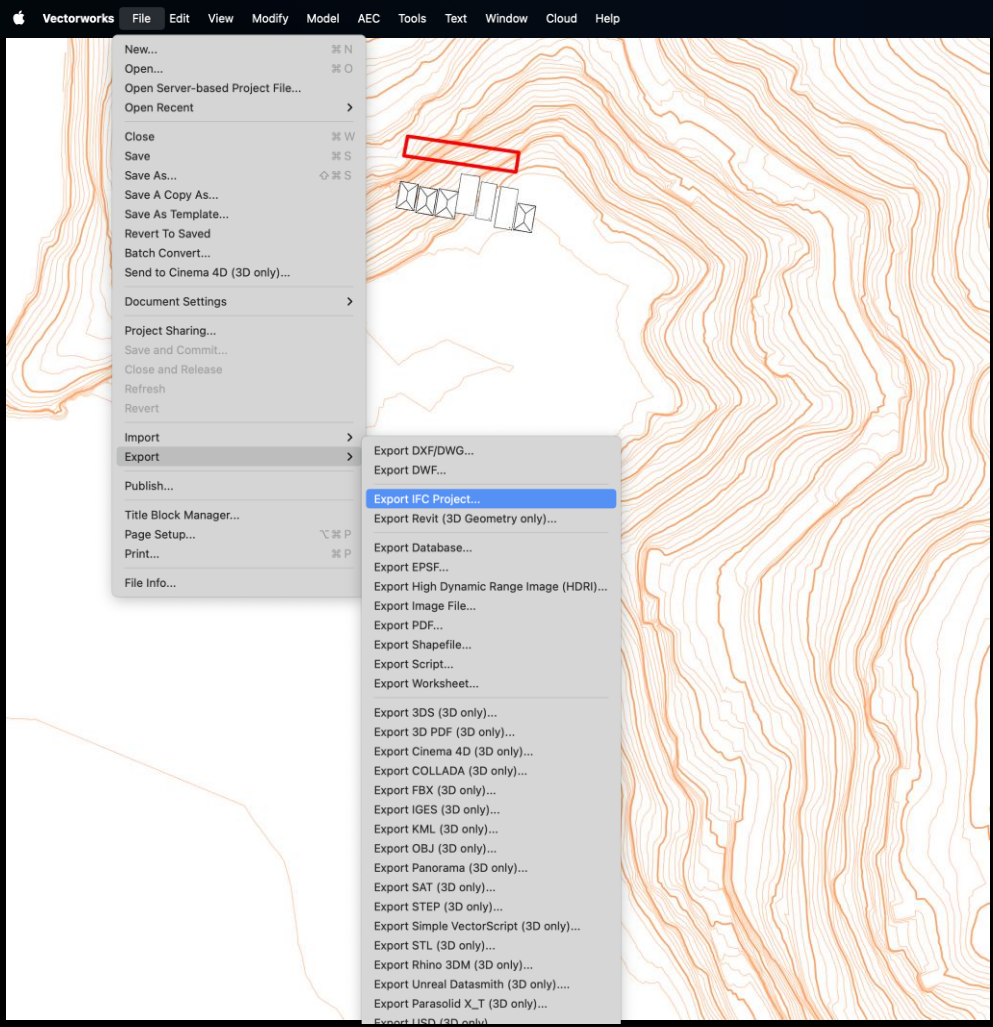 Vectorworks File Edit View Modify Model AEC Tools Text Window Cloud Help
New... ⌘ N
Open... ⌘ O
Open Server-based Project File...
Open Recent
Close ⌘ W
Save ⌘ S
Save As... ⇧ ⌘ S
Save A Copy As...
Save As Template...
Revert To Saved
Batch Convert...
Send to Cinema 4D (3D only)...
Document Settings
Project Sharing...
Save and Commit...
Close and Release
Refresh
Revert
Import
Export
Publish...
Title Block Manager...
Page Setup... ⌥ ⌘ P
Print... ⌘ P
File Info...
Export DXF/DWG...
Export DWF...
Export IFC Project...
Export Revit (3D Geometry only)...
Export Database...
Export EPSF...
Export High Dynamic Range Image (HDRI)...
Export Image File...
Export PDF...
Export Shapefile...
Export Script...
Export Worksheet...
Export 3DS (3D only)...
Export 3D PDF (3D only)...
Export Cinema 4D (3D only)...
Export COLLADA (3D only)...
Export FBX (3D only)...
Export IGES (3D only)...
Export KML (3D only)...
Export OBJ (3D only)...
Export Panorama (3D only)...
Export SAT (3D only)...
Export STEP (3D only)...
Export Simple VectorScript (3D only)...
Export STL (3D only)...
Export Rhino 3DM (3D only)...
Export Unreal Datasmith (3D only)....
Export Parasolid X_T (3D only)...
Export USD (3D only)